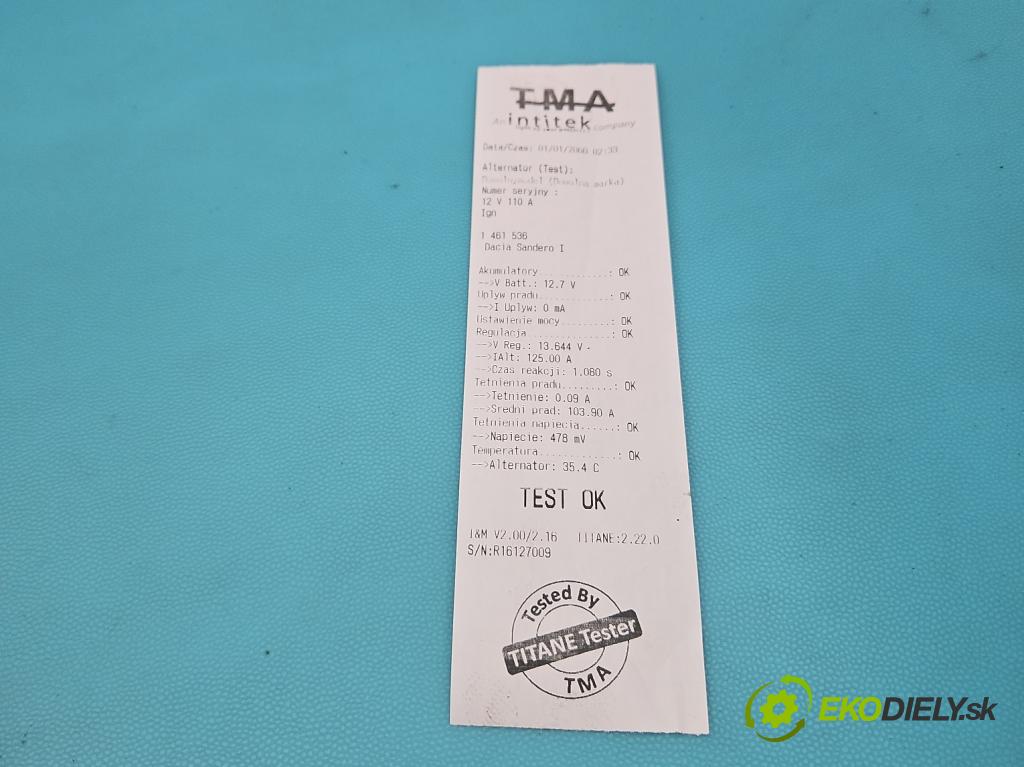 TMA
An intitek company
Data/Czas: 01/01/2000 02:33
Alternator (Test):
(Dowolna marka)
Numer seryjny :
12 V 110 A
Ign
1 461 536
Dacia Sandero I
Akumulatory..........: OK
-->V Batt.: 12.7 V
Uplyw pradu..........: OK
-->I Uplyw: 0 mA
Ustawienie mocy........: OK
Regulacja............: OK
-->V Reg.: 13.644 V -
-->IAlt: 125.00 A
-->Czas reakcji: 1.080 s
Tetnienia pradu.........: OK
-->Tetnienie: 0.09 A
-->Sredni prad: 103.90 A
Tetnienia napiecia......: OK
-->Napiecie: 478 mV
Temperatura............: OK
-->Alternator: 35.4 C
TEST OK
I&M V2.00/2.16 TITANE:2.22.0
S/N:R16127009
Tested By
TITANE Tester
TMA
EKODIELY.sk